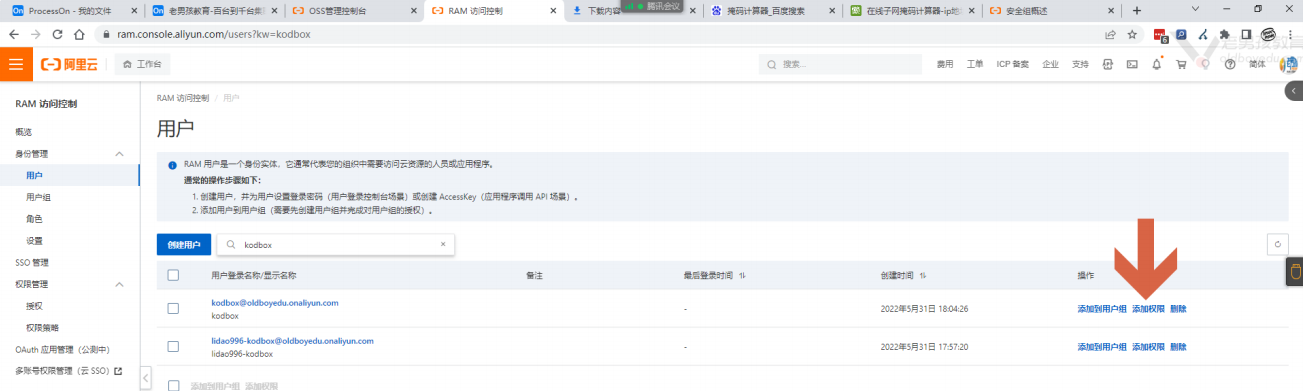 ProcessOn - 我的文件
老男孩教育-百台到千台集
OSS管理控制台
RAM 访问控制
下载内容
腾讯会议
掩码计算器_百度搜索
在线子网掩码计算器-ip地
安全组概述
ram.console.aliyun.com/users?kw=kodbox
6
老男孩教育
oldboyedu
阿里云
工作台
搜索...
费用
工单
ICP 备案
企业
支持
简体
RAM 访问控制
概览
身份管理
用户
用户组
角色
设置
SSO 管理
权限管理
授权
权限策略
OAuth 应用管理（公测中）
多账号权限管理（云 SSO）
RAM 访问控制 / 用户
用户
RAM 用户是一个身份实体，它通常代表您的组织中需要访问云资源的人员或应用程序。
通常的操作步骤如下：
1. 创建用户，并为用户设置登录密码（用户登录控制台场景）或创建 AccessKey（应用程序调用 API 场景）。
2. 添加用户到用户组（需要先创建用户组并完成对用户组的授权）。
创建用户
kodbox
用户登录名称/显示名称 备注 最后登录时间 创建时间 操作
kodbox@oldboyedu.onaliyun.com
kodbox
- 2022年5月31日 18:04:26 添加到用户组 添加权限 删除
lidao996-kodbox@oldboyedu.onaliyun.com
lidao996-kodbox
- 2022年5月31日 17:57:20 添加到用户组 添加权限 删除
添加到用户组 添加权限